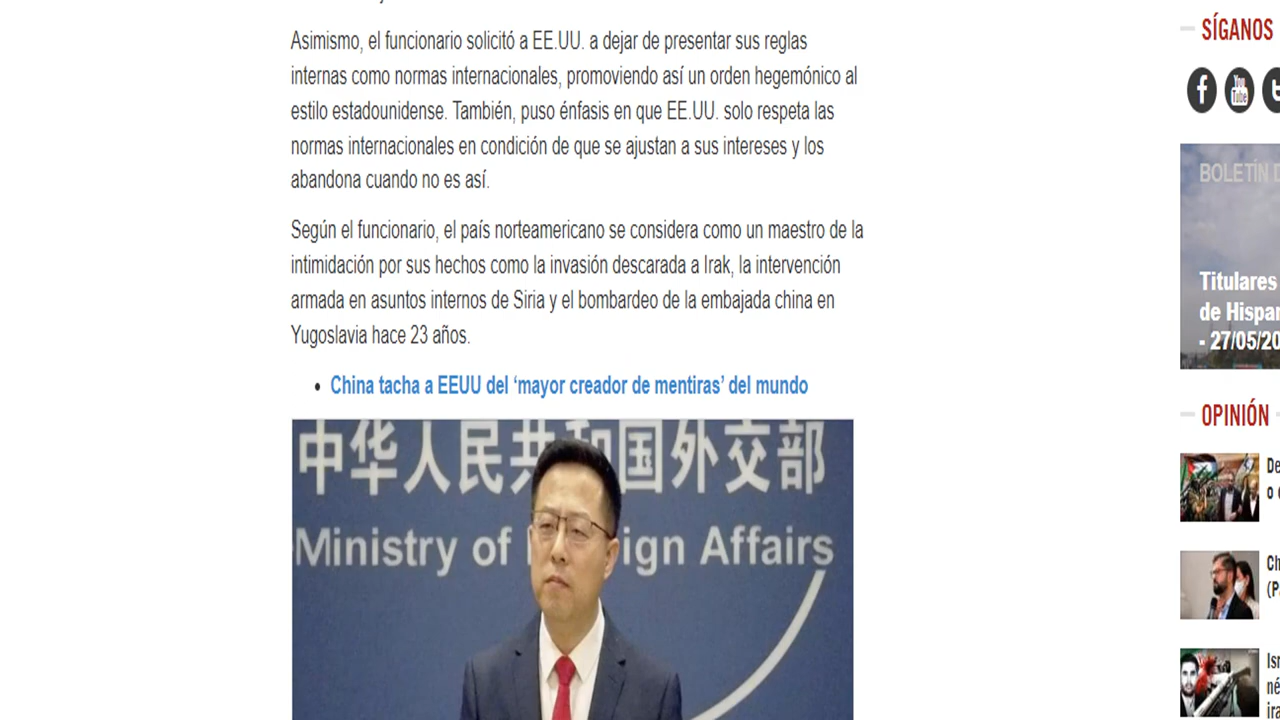 Asimismo, el funcionario solicitó a EE.UU. a dejar de presentar sus reglas
internas como normas internacionales, promoviendo así un orden hegemónico al
estilo estadounidense. También, puso énfasis en que EE.UU. solo respeta las
normas internacionales en condición de que se ajustan a sus intereses y los
abandona cuando no es así.
Según el funcionario, el país norteamericano se considera como un maestro de la
intimidación por sus hechos como la invasión descarada a Irak, la intervención
armada en asuntos internos de Siria y el bombardeo de la embajada china en
Yugoslavia hace 23 años.
• China tacha a EEUU del ‘mayor creador de mentiras’ del mundo
中华人民共和国外交部
Ministry of ign Affairs
SÍGANOS
You
Tube
BOLETÍN D
Titulares
de Hispan
- 27/05/20
OPINIÓN
De
o
Ch
(Pa
Isr
né
ira